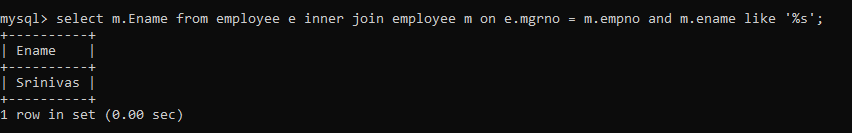 mysql> select m.Ename from employee e inner join employee m on e.mgrno = m.empno and m.ename like '%s';
+----------+
| Ename    |
+----------+
| Srinivas |
+----------+
1 row in set (0.00 sec)